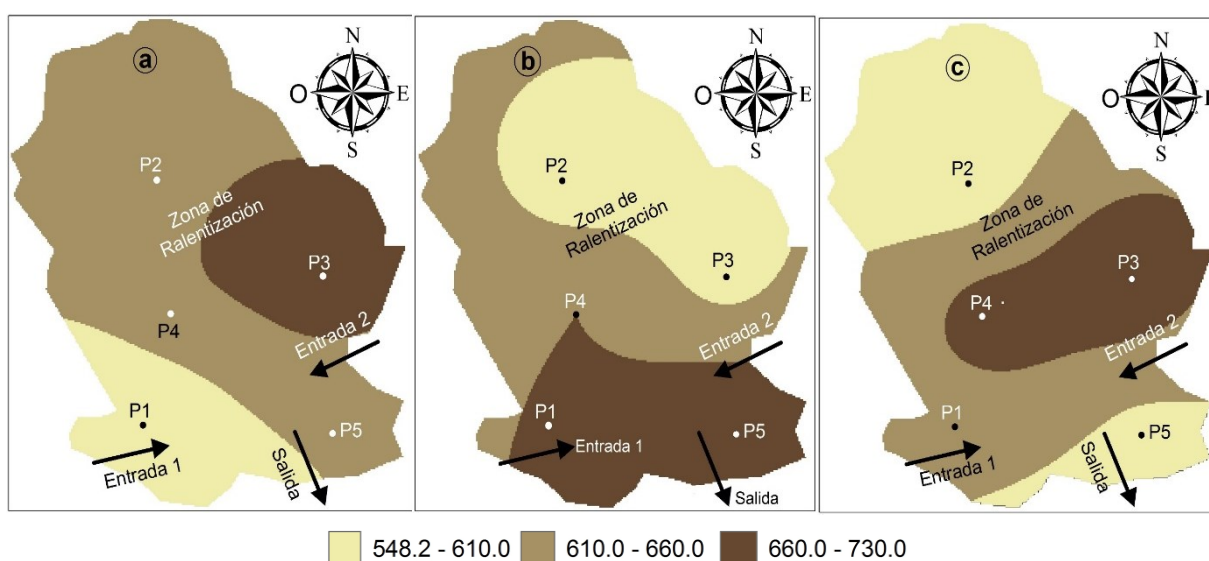 a
N
O
E
S
P2
Zona de
Ralentización
P3
P4
Entrada 2
P1
P5
Entrada 1
Salida
b
N
O
E
S
P2
Zona de
Ralentización
P3
P4
Entrada 2
P1
P5
Entrada 1
Salida
c
N
O
E
S
P2
Zona de
Ralentización
P3
P4
Entrada 2
P1
P5
Entrada 1
Salida
548.2 - 610.0
610.0 - 660.0
660.0 - 730.0